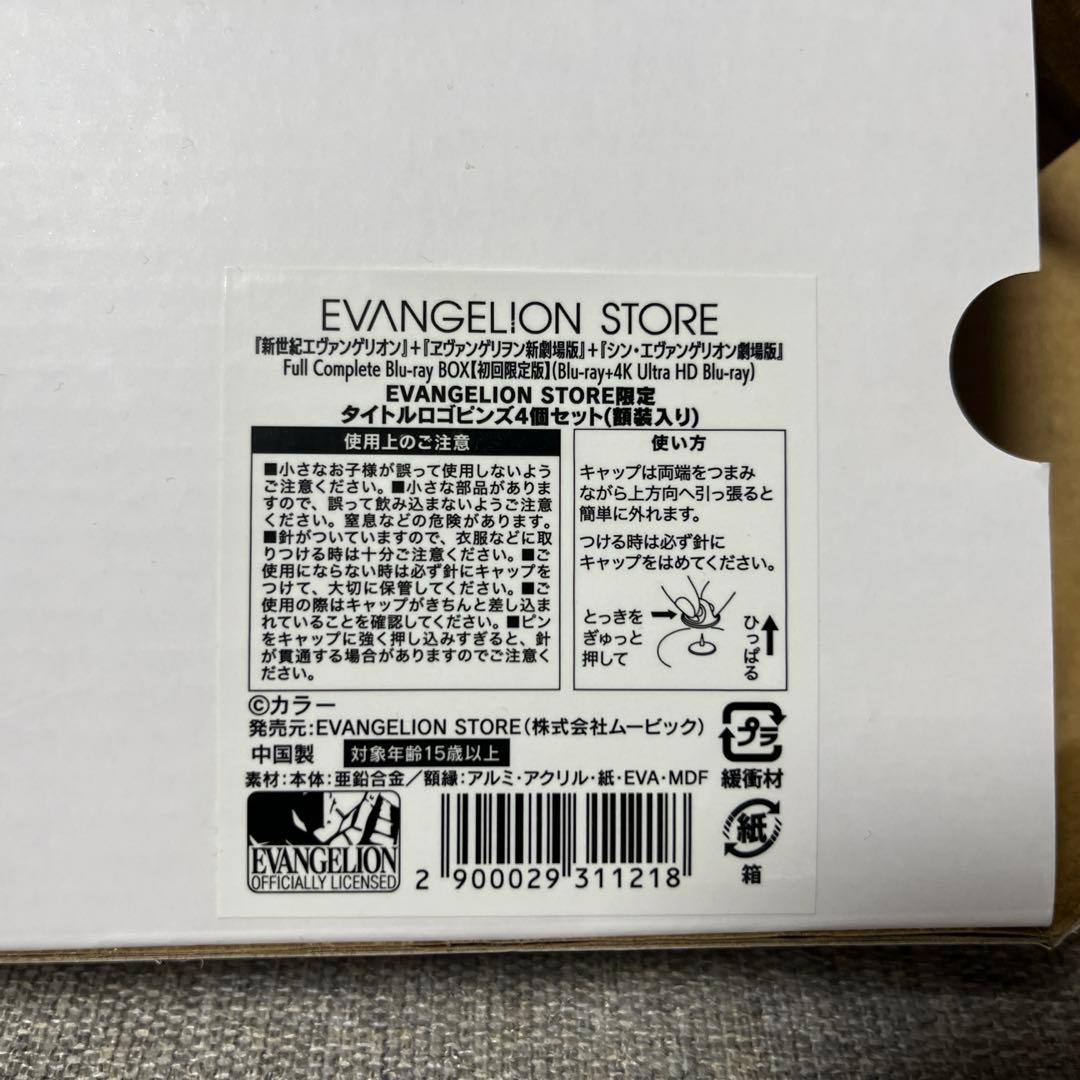 EVANGELION STORE
『新世紀エヴァンゲリオン』+『ヱヴァンゲリヲン新劇場版』+『シン・エヴァンゲリオン劇場版』
Full Complete Blu-ray BOX【初回限定版】(Blu-ray+4K Ultra HD Blu-ray)
EVANGELION STORE限定
タイトルロゴピンズ4個セット(額装入り)
使用上のご注意
■小さなお子様が誤って使用しないよう
ご注意ください。■小さな部品がありま
すので、誤って飲み込まないようご注意
ください。窒息などの危険があります。
■針がついていますので、衣服などに取
りつける時は十分ご注意ください。■ご
使用にならない時は必ず針にキャップを
つけて、大切に保管してください。■ご
使用の際はキャップがきちんと差し込ま
れていることを確認してください。■ピン
をキャップに強く押し込みすぎると、針
が貫通する場合がありますのでご注意く
ださい。
使い方
キャップは両端をつまみ
ながら上方向へ引っ張ると
簡単に外れます。
つける時は必ず針に
キャップをはめてください。
とっきを
ぎゅっと
押して
ひっぱる
©カラー
発売元:EVANGELION STORE(株式会社ムービック)
中国製 対象年齢15歳以上
素材:本体:亜鉛合金/額縁:アルミ・アクリル・紙・EVA・MDF
プラ
緩衝材
紙
箱
EVANGELION
OFFICIALLY LICENSED
2 900029 311218